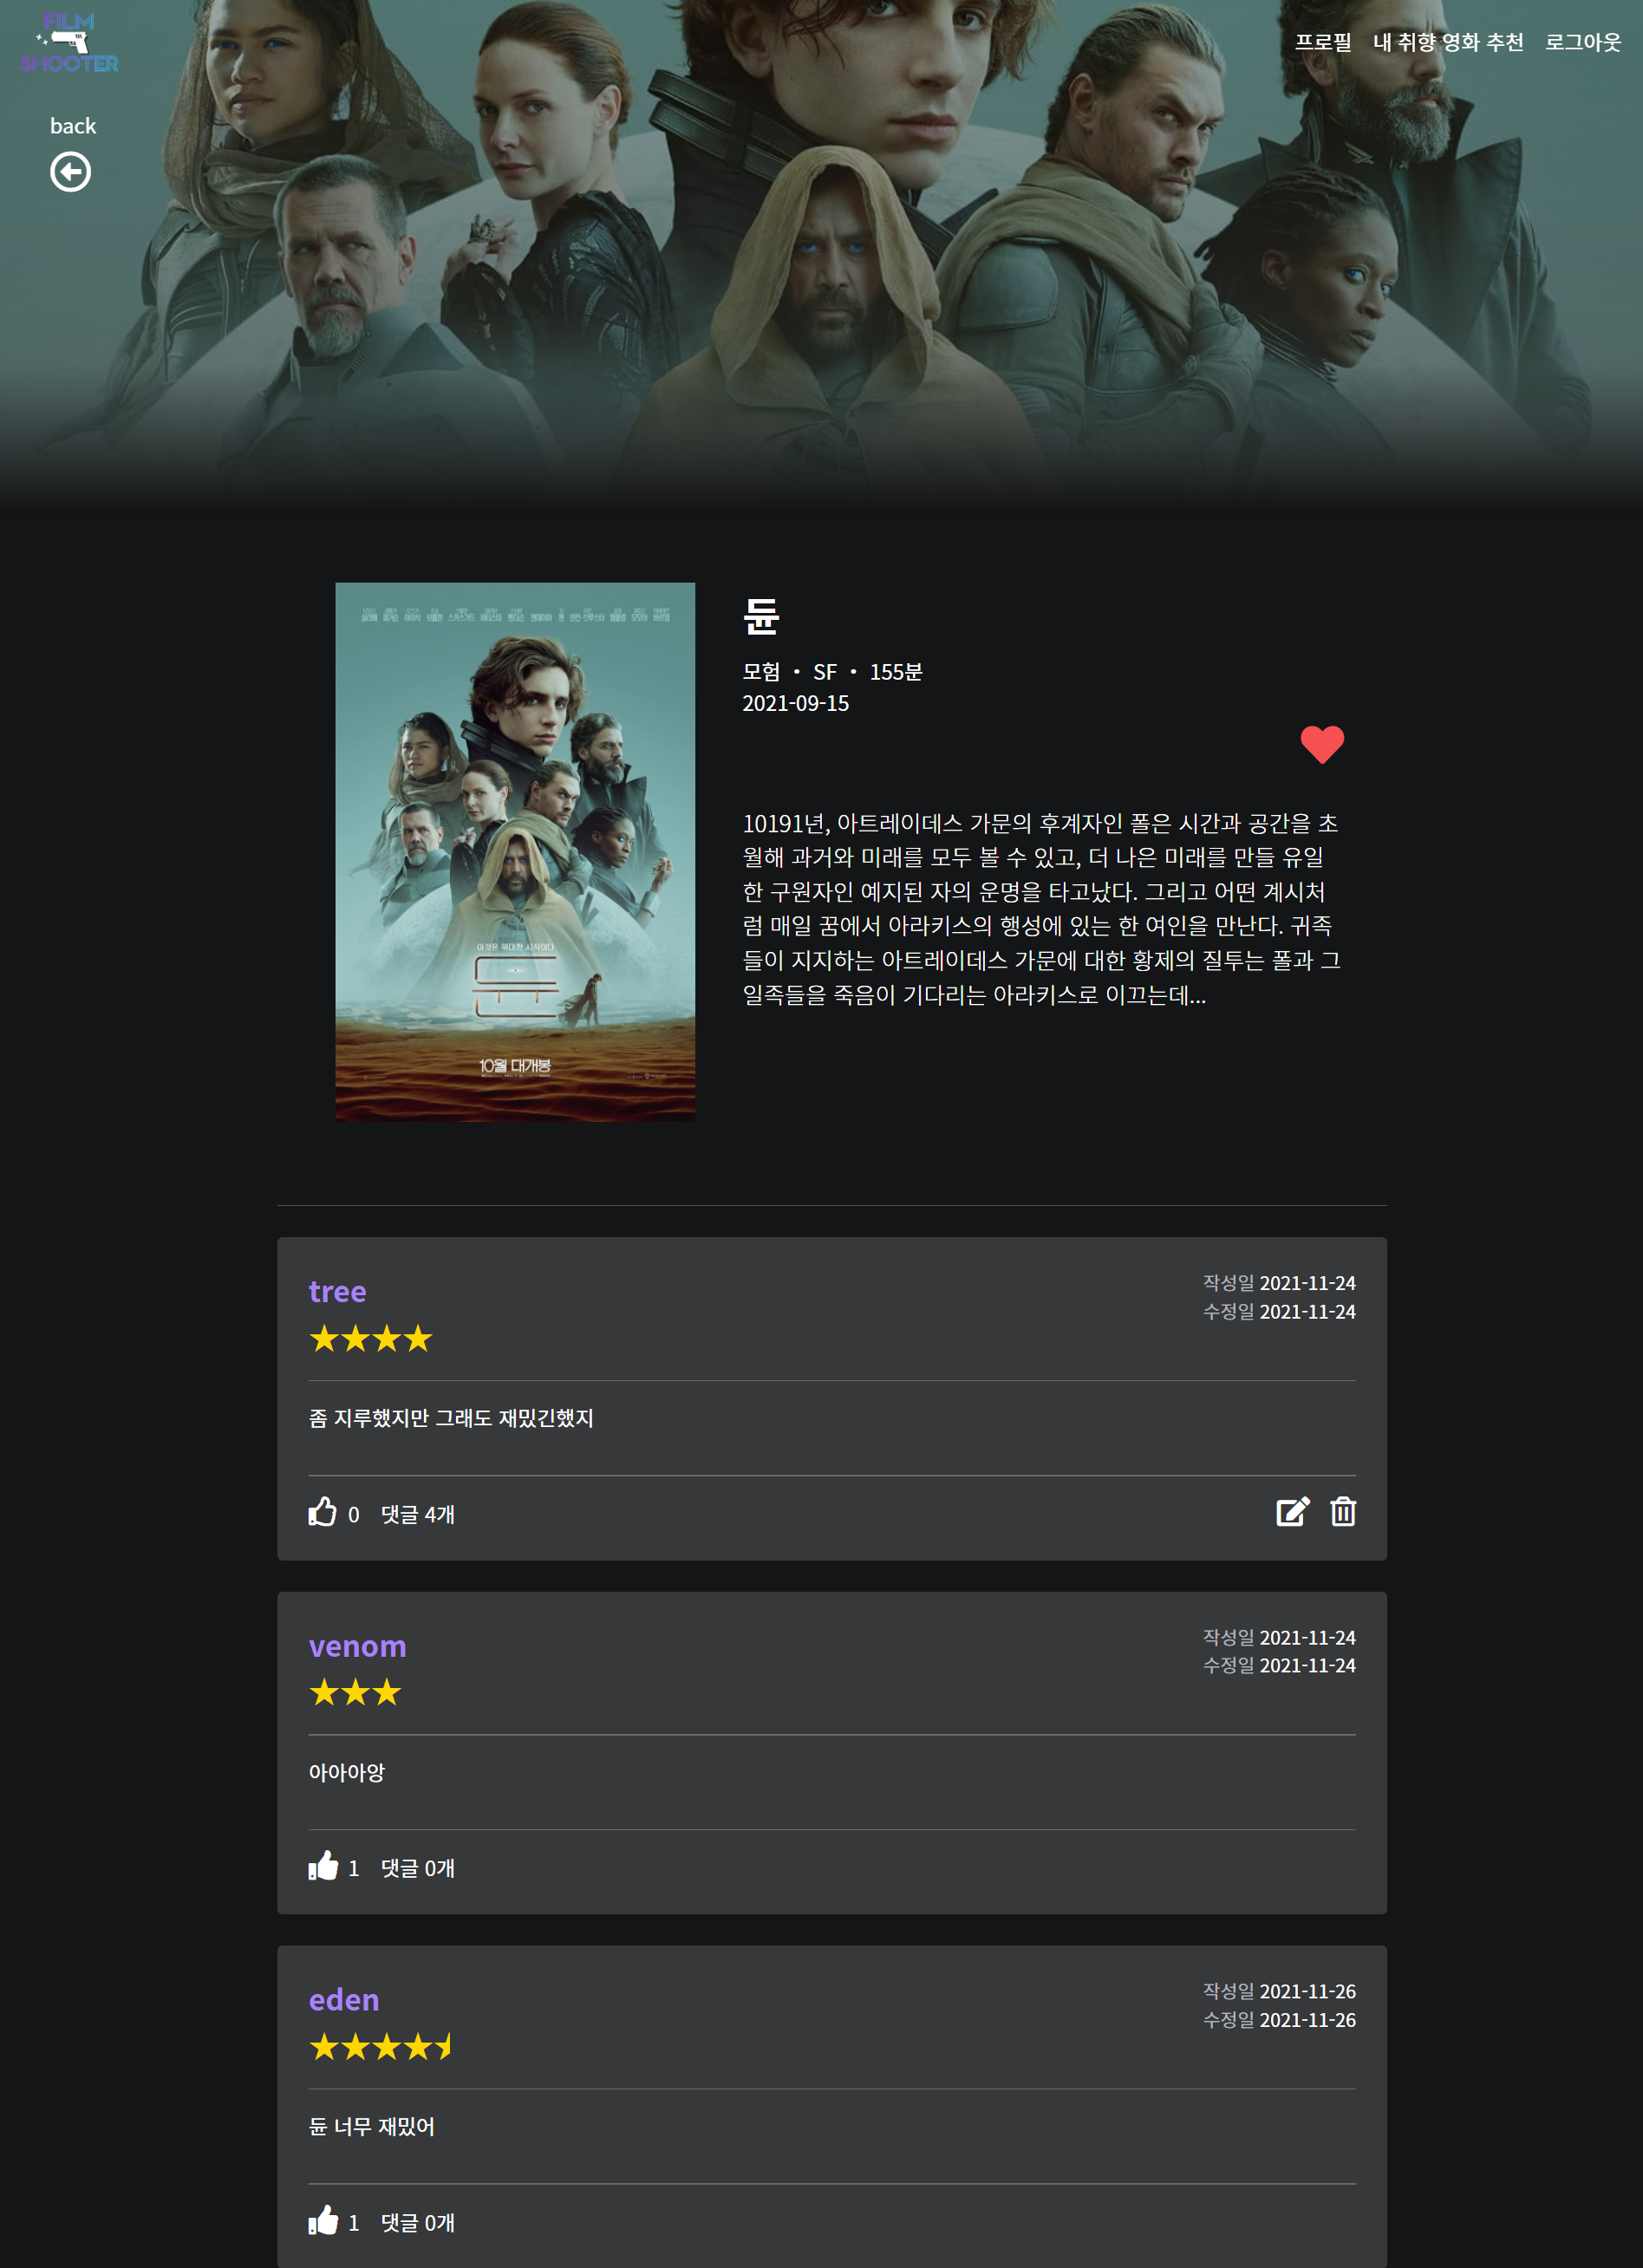 FILM
SHOOTER
프로필 내 취향 영화 추천 로그아웃
back
듄
모험 • SF • 155분
2021-09-15
10191년, 아트레이데스 가문의 후계자인 폴은 시간과 공간을 초
월해 과거와 미래를 모두 볼 수 있고, 더 나은 미래를 만들 유일
한 구원자인 예지된 자의 운명을 타고났다. 그리고 어떤 계시처
럼 매일 꿈에서 아라키스의 행성에 있는 한 여인을 만난다. 귀족
들이 지지하는 아트레이데스 가문에 대한 황제의 질투는 폴과 그
일족들을 죽음이 기다리는 아라키스로 이끄는데...
이것은 위대한 시작이다
듄
10월 대개봉
tree
작성일 2021-11-24
수정일 2021-11-24
좀 지루했지만 그래도 재밌긴했지
0 댓글 4개
venom
작성일 2021-11-24
수정일 2021-11-24
아아아앙
1 댓글 0개
eden
작성일 2021-11-26
수정일 2021-11-26
듄 너무 재밌어
1 댓글 0개